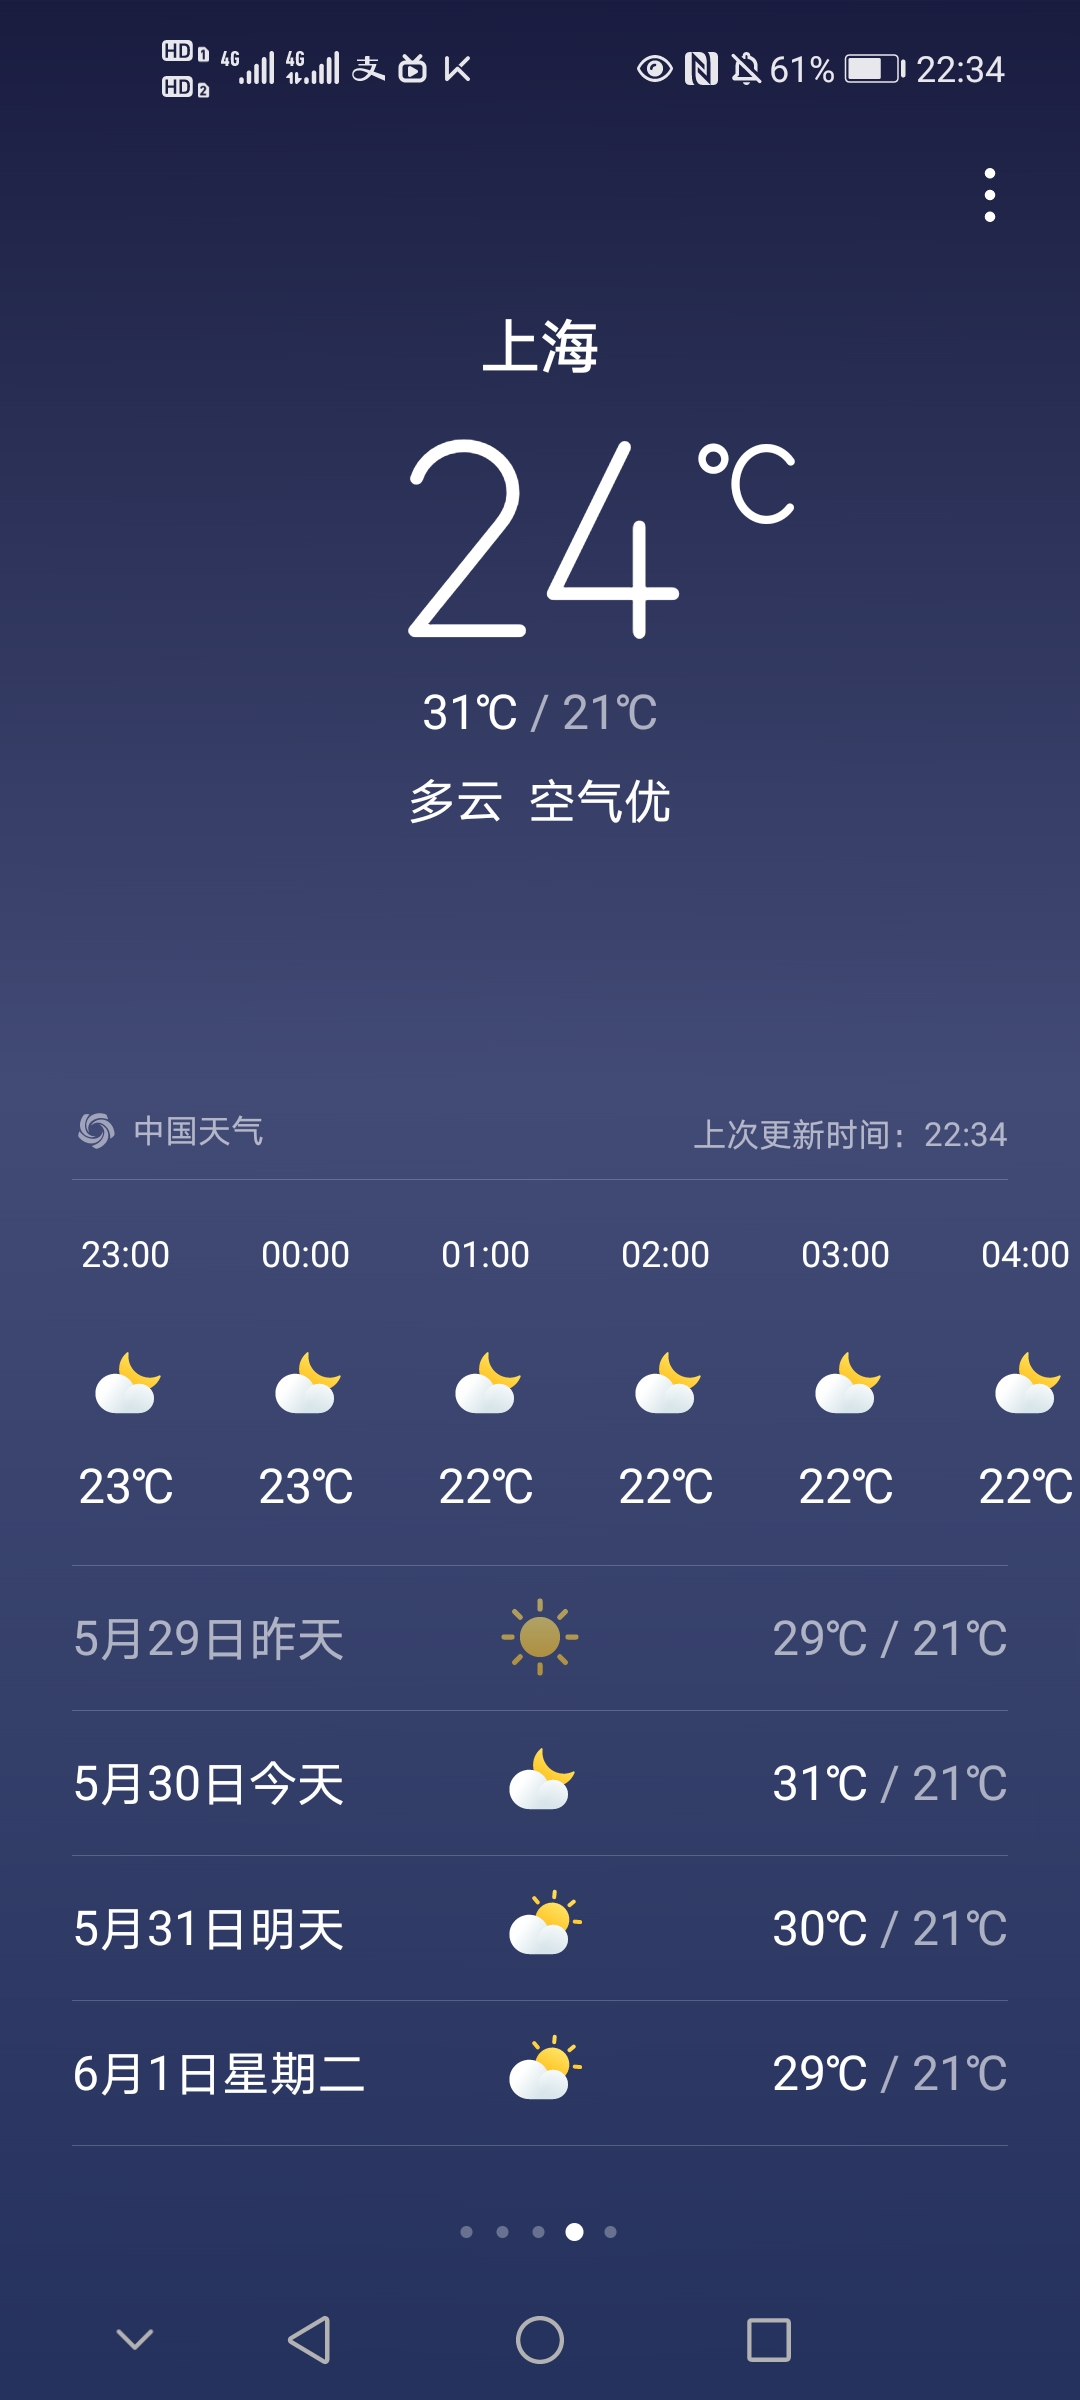 HD 1 4G 4G 支 61% 22:34
HD 2
上海
24℃
31℃ / 21℃
多云 空气优
中国天气 上次更新时间：22:34
23:00 00:00 01:00 02:00 03:00 04:00
23℃ 23℃ 22℃ 22℃ 22℃ 22℃
5月29日昨天 29℃ / 21℃
5月30日今天 31℃ / 21℃
5月31日明天 30℃ / 21℃
6月1日星期二 29℃ / 21℃